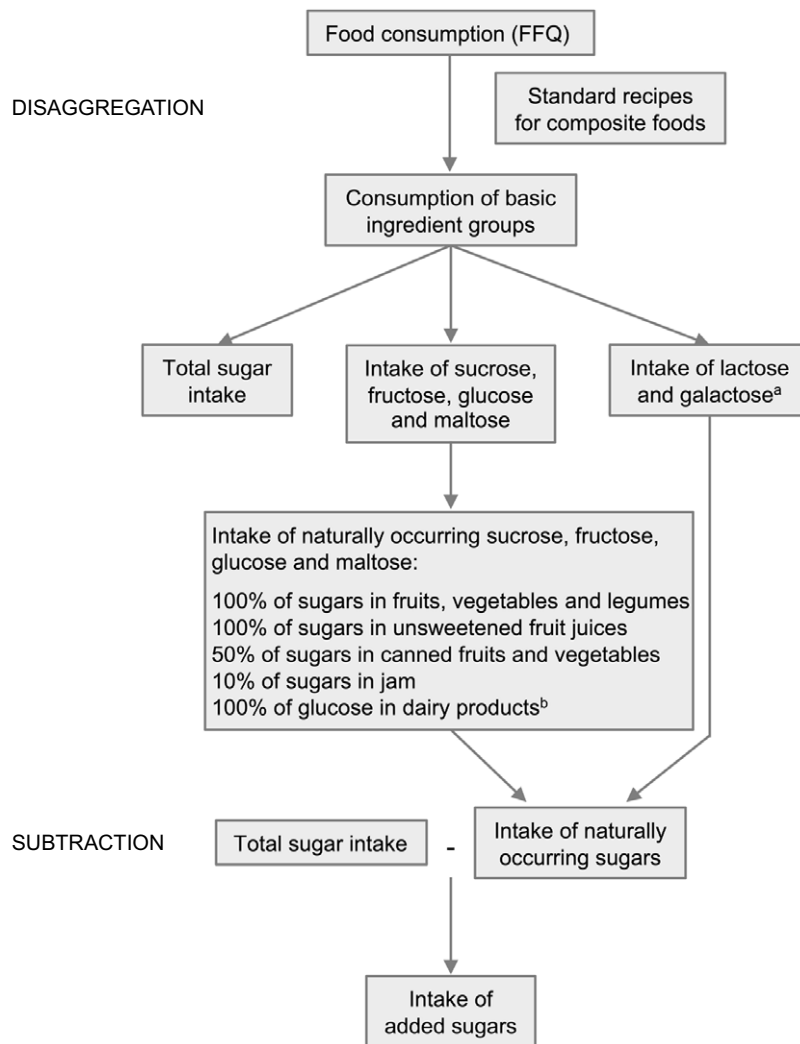 Food consumption (FFQ)
DISAGGREGATION
Standard recipes
for composite foods
Consumption of basic
ingredient groups
Total sugar
intake
Intake of sucrose,
fructose, glucose
and maltose
Intake of lactose
and galactoseᵃ
Intake of naturally occurring sucrose, fructose,
glucose and maltose:
100% of sugars in fruits, vegetables and legumes
100% of sugars in unsweetened fruit juices
50% of sugars in canned fruits and vegetables
10% of sugars in jam
100% of glucose in dairy productsᵇ
SUBTRACTION
Total sugar intake
-
Intake of naturally
occurring sugars
Intake of
added sugars